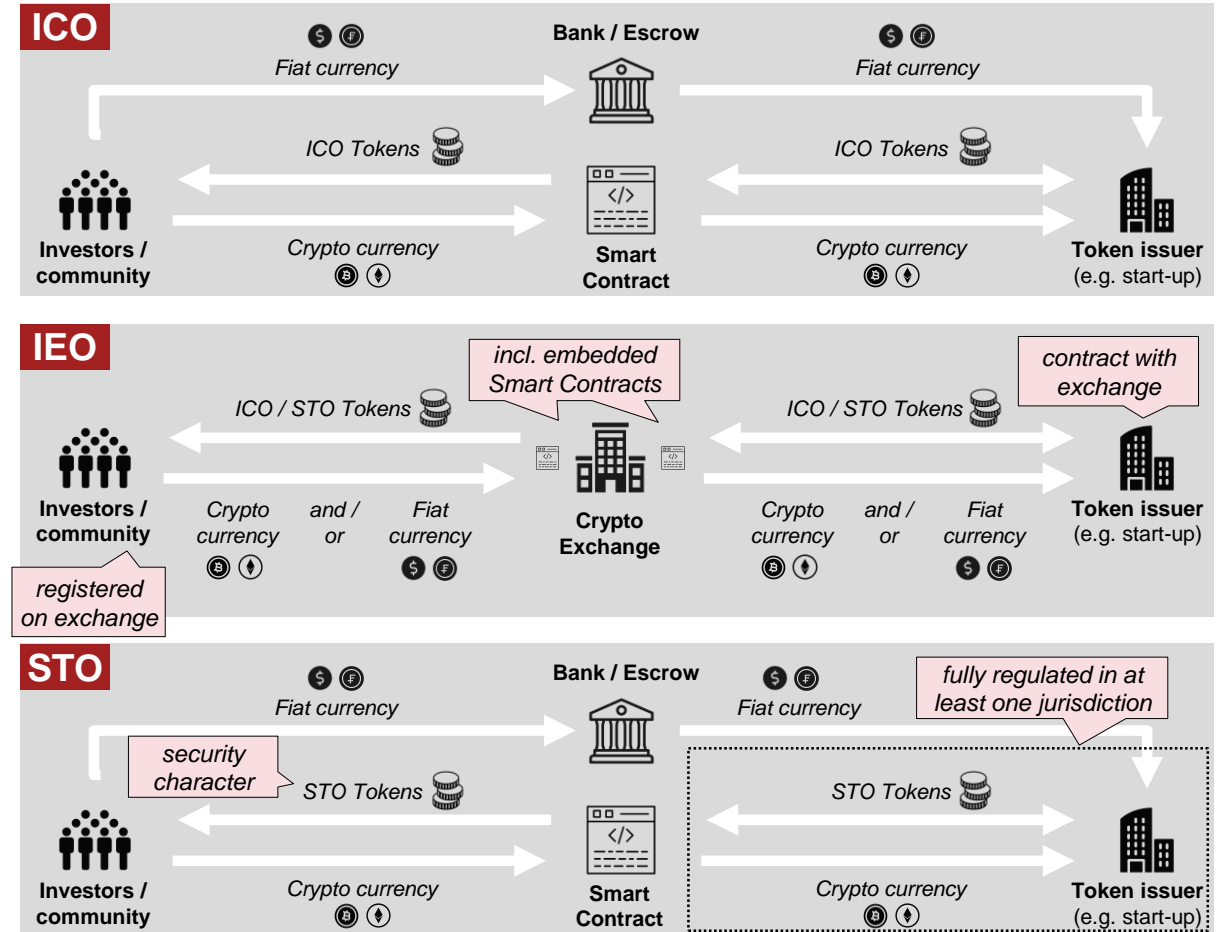 ICO
Bank / Escrow
Fiat currency
Fiat currency
ICO Tokens
ICO Tokens
</>
Investors /
community
Crypto currency
Smart
Contract
Crypto currency
Token issuer
(e.g. start-up)
IEO
incl. embedded
Smart Contracts
contract with
exchange
ICO / STO Tokens
ICO / STO Tokens
</>
</>
Investors /
community
Crypto
currency
and /
or
Fiat
currency
Crypto
Exchange
Crypto
currency
and /
or
Fiat
currency
Token issuer
(e.g. start-up)
registered
on exchange
STO
Bank / Escrow
Fiat currency
Fiat currency
fully regulated in at
least one jurisdiction
security
character
STO Tokens
STO Tokens
</>
Investors /
community
Crypto currency
Smart
Contract
Crypto currency
Token issuer
(e.g. start-up)